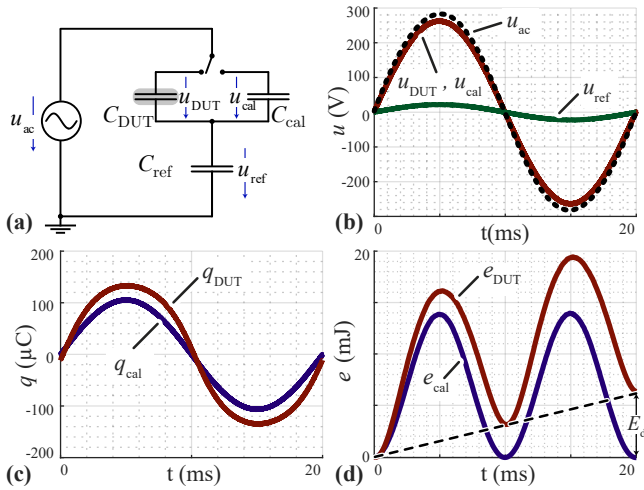 u_ac
C_DUT
u_DUT
u_cal
C_cal
C_ref
u_ref
(a)
300
200
100
0
-100
-200
u (V)
u_ac
u_DUT , u_cal
u_ref
0
20
t(ms)
(b)
200
100
0
-100
-200
q (μC)
q_DUT
q_cal
0
20
t (ms)
(c)
20
0
e (mJ)
e_DUT
e_cal
0
20
t (ms)
(d)